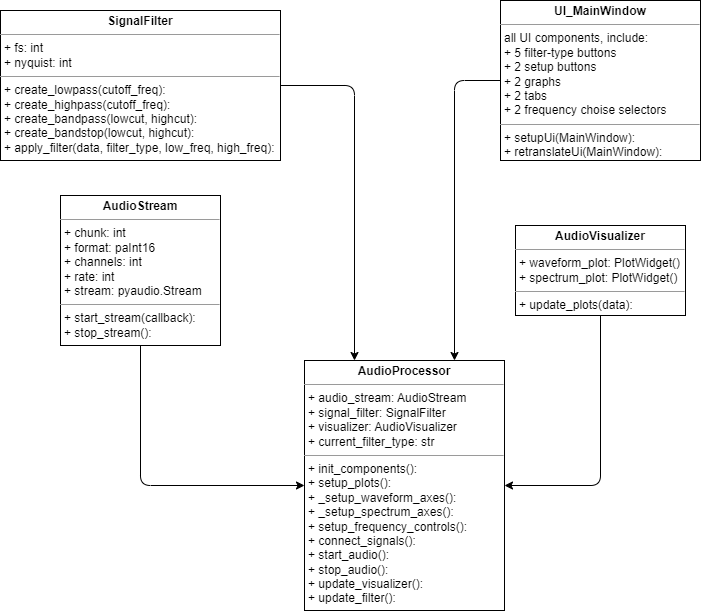 SignalFilter
+ fs: int
+ nyquist: int
+ create_lowpass(cutoff_freq):
+ create_highpass(cutoff_freq):
+ create_bandpass(lowcut, highcut):
+ create_bandstop(lowcut, highcut):
+ apply_filter(data, filter_type, low_freq, high_freq):
UI_MainWindow
all UI components, include:
+ 5 filter-type buttons
+ 2 setup buttons
+ 2 graphs
+ 2 tabs
+ 2 frequency choise selectors
+ setupUi(MainWindow):
+ retranslateUi(MainWindow):
AudioStream
+ chunk: int
+ format: paInt16
+ channels: int
+ rate: int
+ stream: pyaudio.Stream
+ start_stream(callback):
+ stop_stream():
AudioVisualizer
+ waveform_plot: PlotWidget()
+ spectrum_plot: PlotWidget()
+ update_plots(data):
AudioProcessor
+ audio_stream: AudioStream
+ signal_filter: SignalFilter
+ visualizer: AudioVisualizer
+ current_filter_type: str
+ init_components():
+ setup_plots():
+ _setup_waveform_axes():
+ _setup_spectrum_axes():
+ setup_frequency_controls():
+ connect_signals():
+ start_audio():
+ stop_audio():
+ update_visualizer():
+ update_filter():